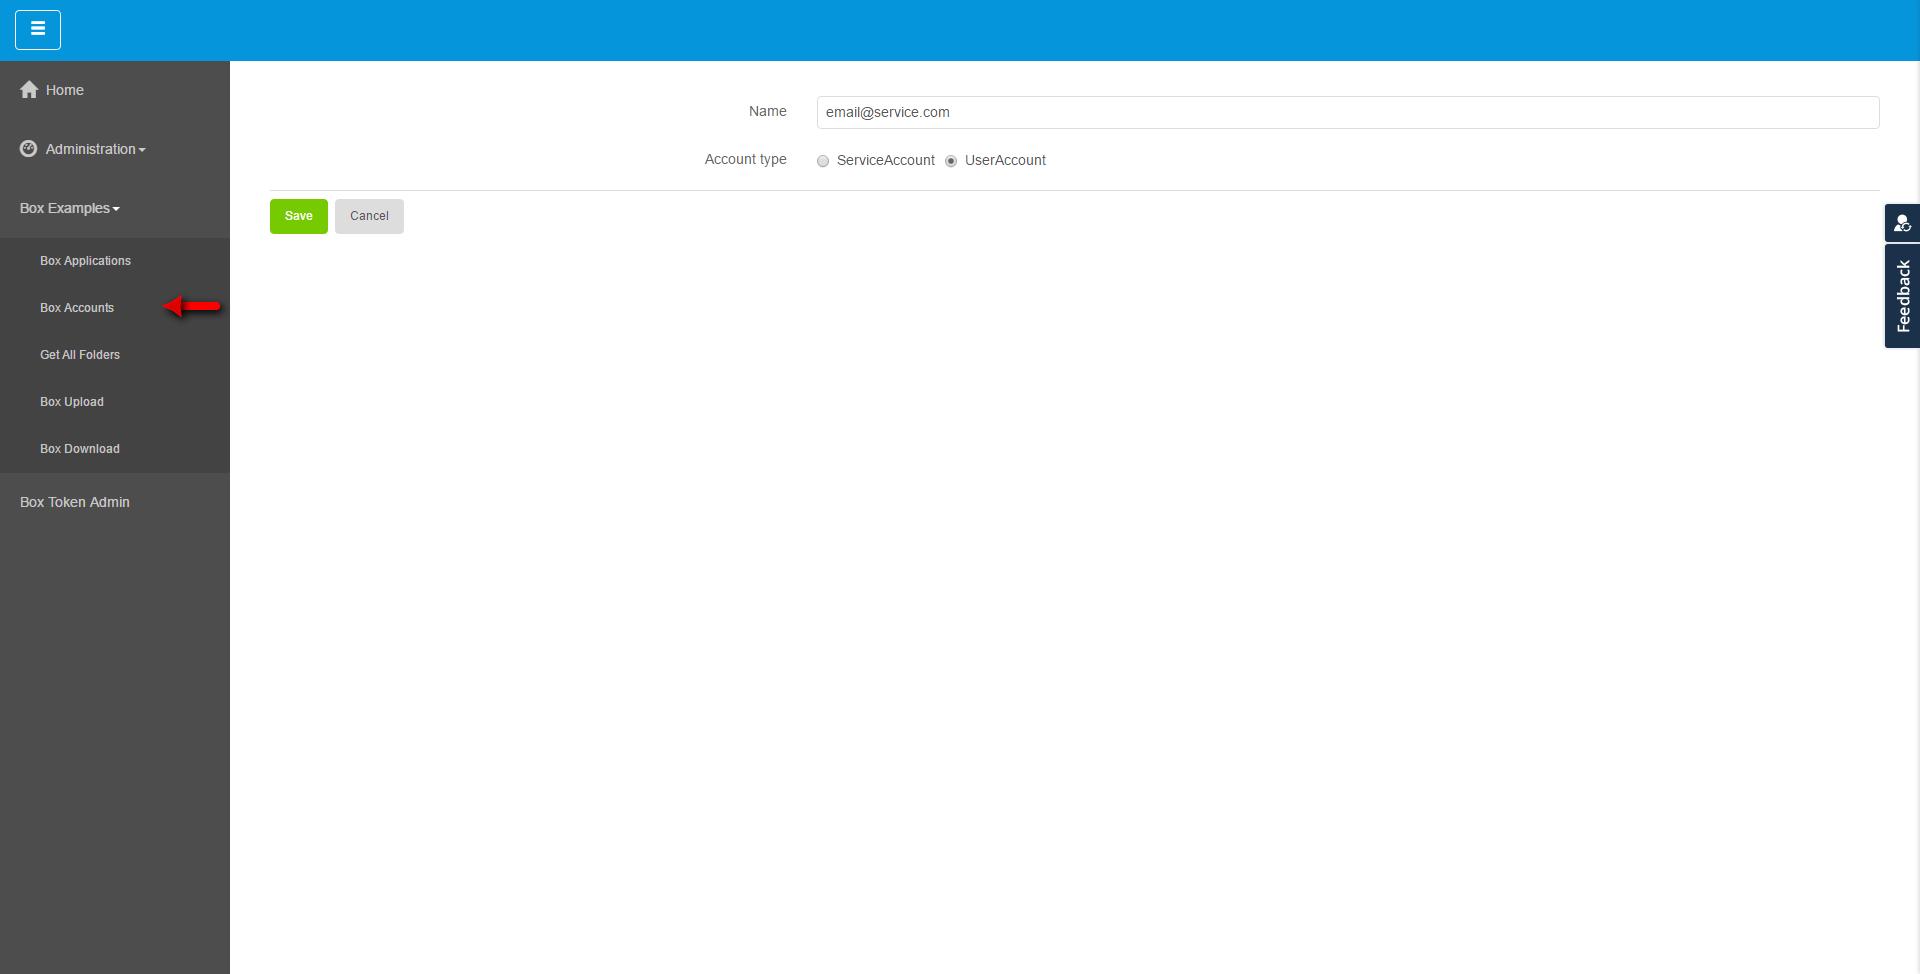 Home
Administration
Box Examples
Box Applications
Box Accounts
Get All Folders
Box Upload
Box Download
Box Token Admin
Name
email@service.com
Account type
ServiceAccount UserAccount
Save Cancel
Feedback